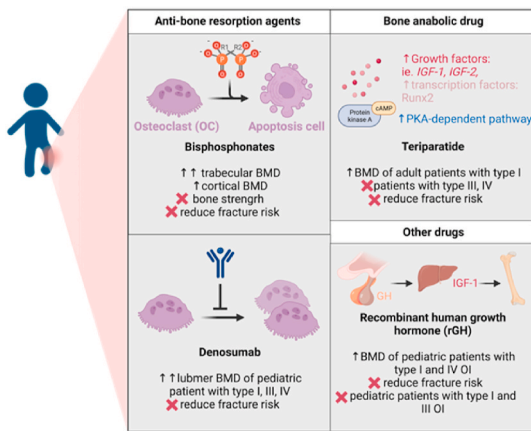 Anti-bone resorption agents
R1 R2
O O
P P
O O
O O
Osteoclast (OC)
Apoptosis cell
Bisphosphonates
↑ ↑ trabecular BMD
↑ cortical BMD
❌ bone strengrh
❌ reduce fracture risk
Denosumab
↑ ↑lubmer BMD of pediatric
patient with type I, III, IV
❌ reduce fracture risk
Bone anabolic drug
↑ Growth factors:
ie. IGF-1, IGF-2,
↑ transcription factors:
Runx2
cAMP
Protein
kinase A
↑PKA-dependent pathway
Teriparatide
↑BMD of adult patients with type I
❌patients with type III, IV
❌ reduce fracture risk
Other drugs
GH
IGF-1
Recombinant human growth
hormone (rGH)
↑BMD of pediatric patients with
type I and IV OI
❌ reduce fracture risk
❌ pediatric patients with type I and
III OI